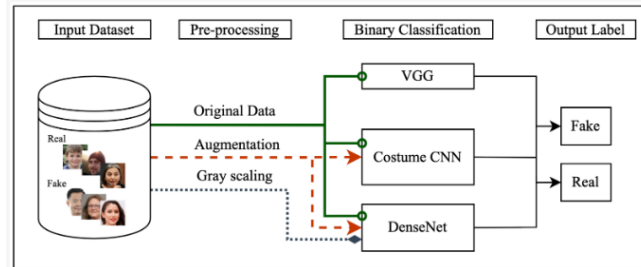 Input Dataset
Pre-processing
Binary Classification
Output Label
VGG
Original Data
Real
Fake
Augmentation
Costume CNN
Fake
Gray scaling
Real
DenseNet